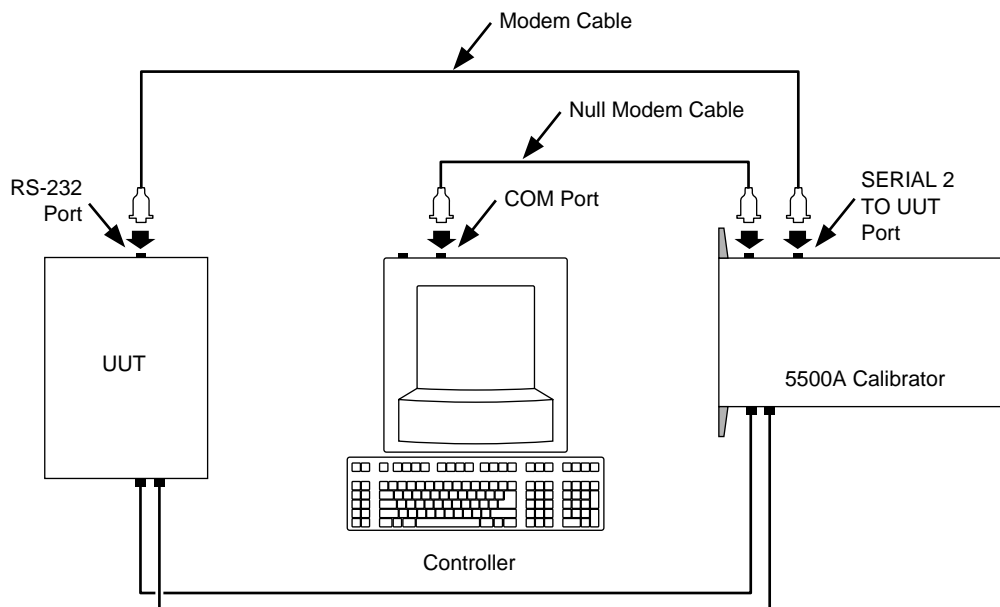 Modem Cable
Null Modem Cable
RS-232
Port
COM Port
SERIAL 2
TO UUT
Port
UUT
5500A Calibrator
Controller